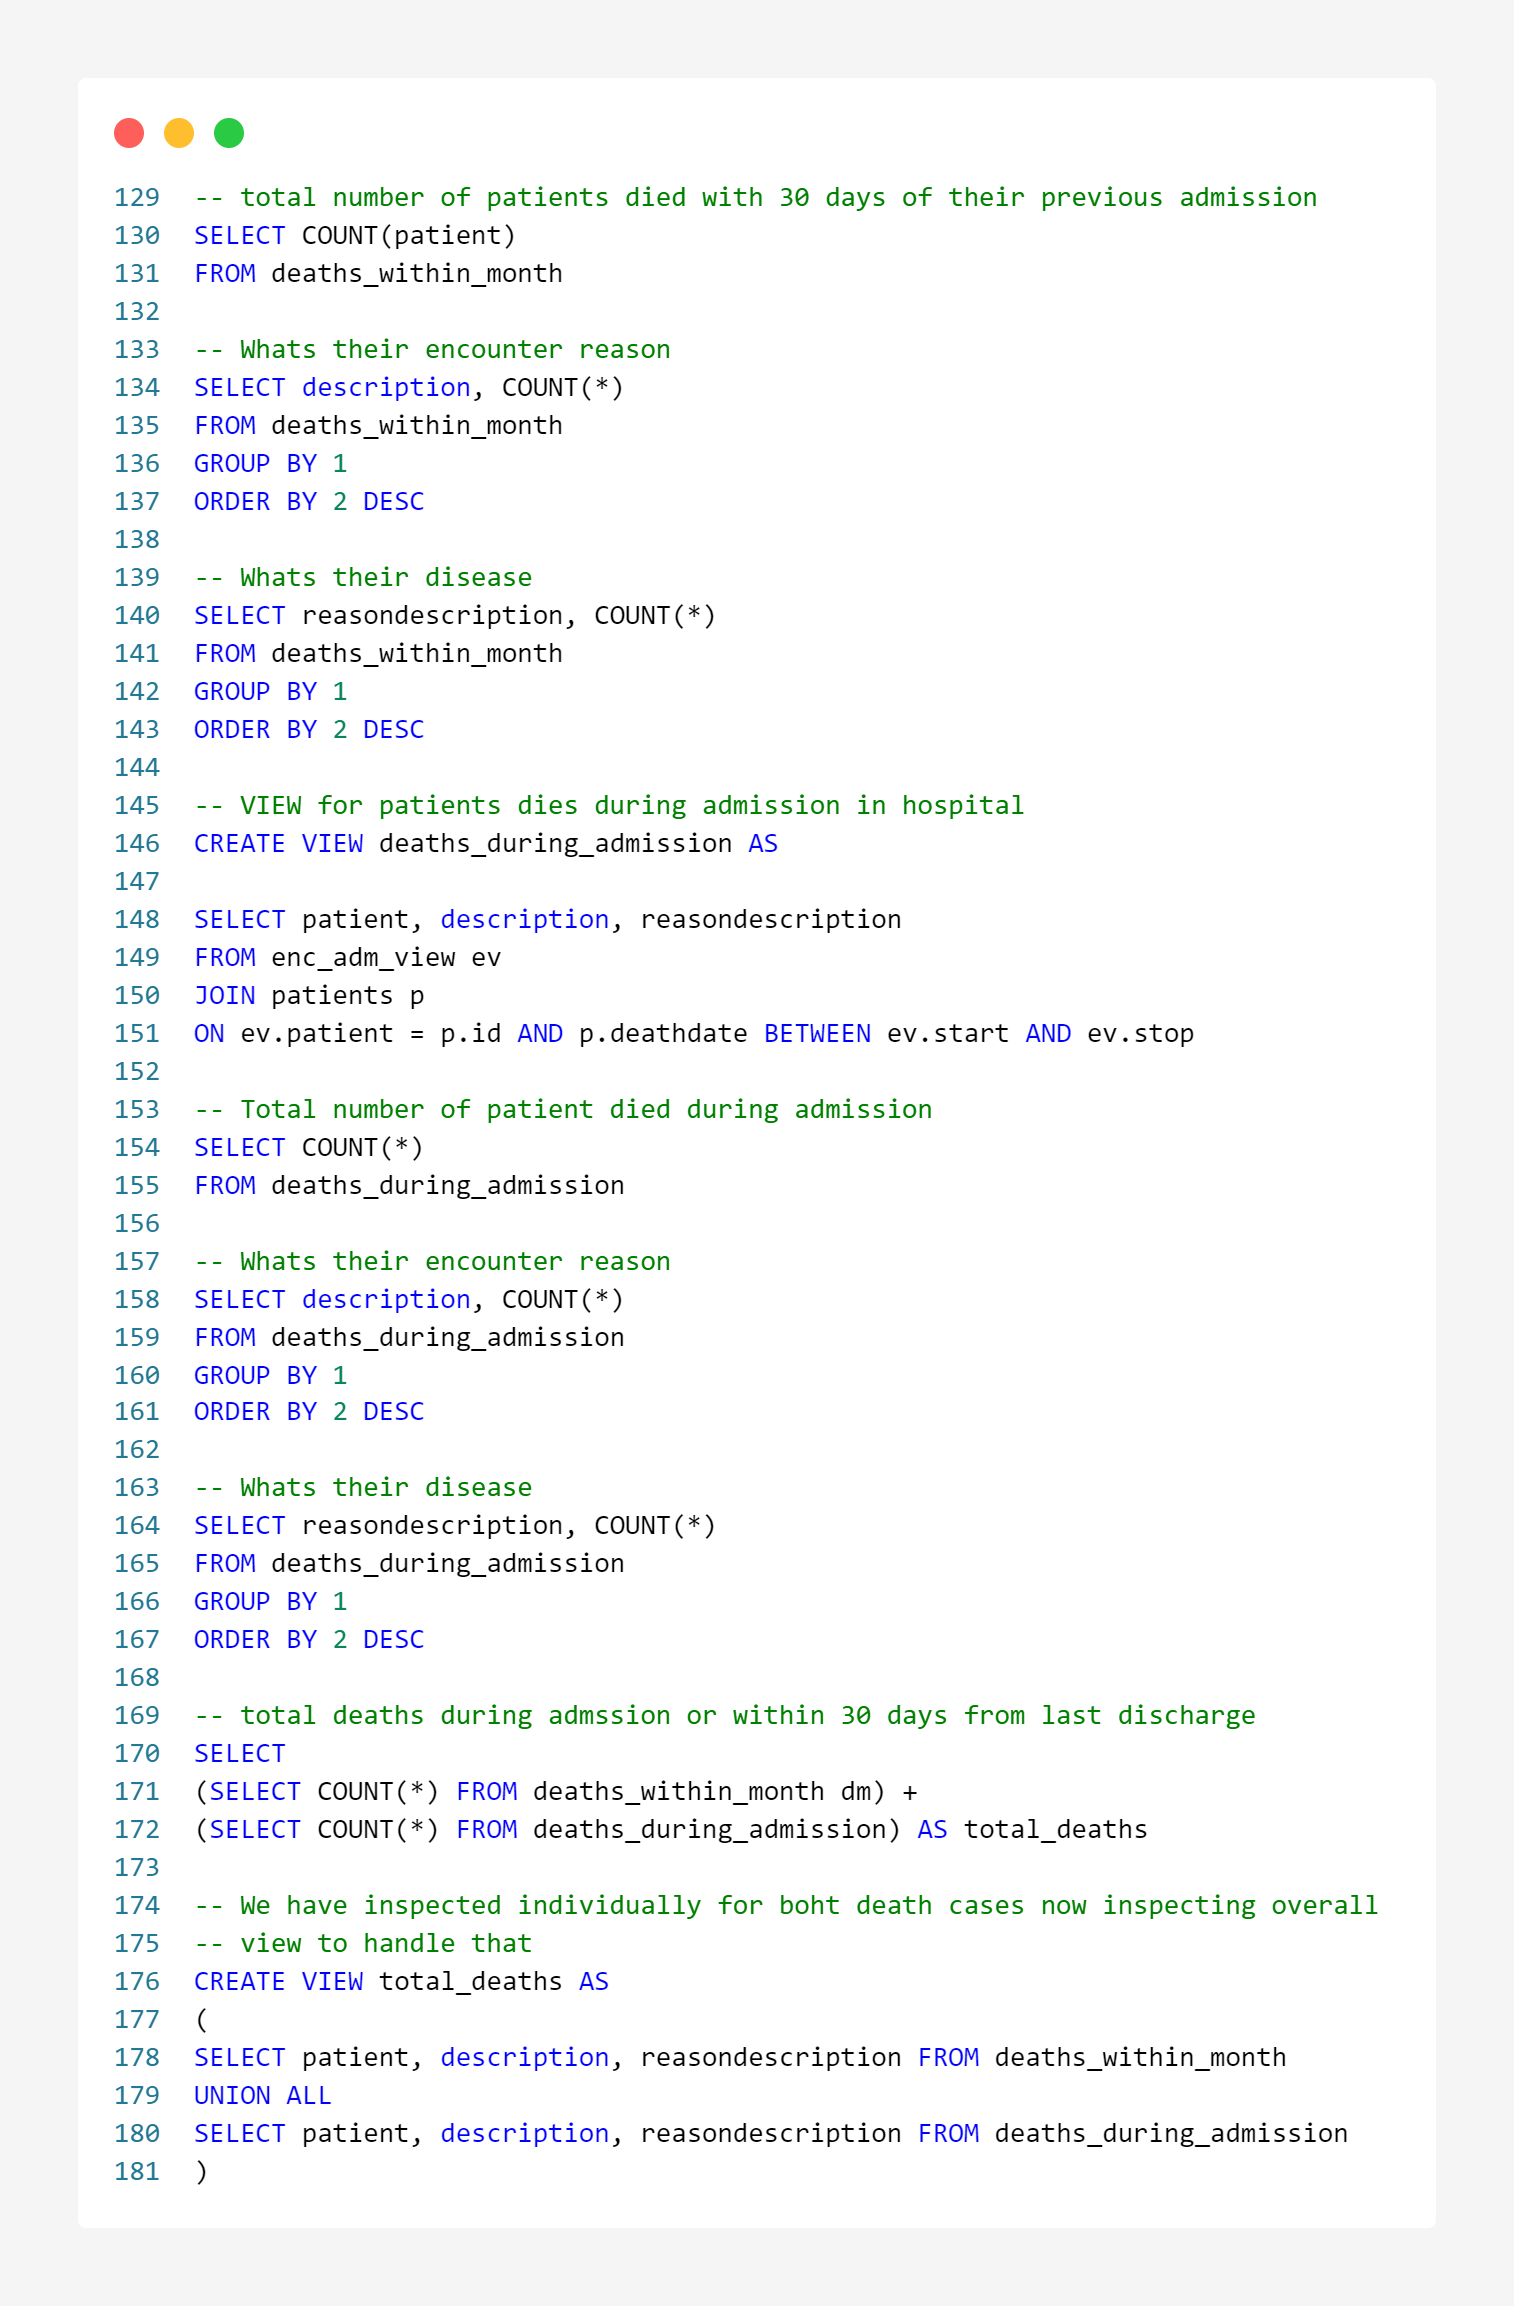 129 -- total number of patients died with 30 days of their previous admission
130 SELECT COUNT(patient)
131 FROM deaths_within_month
132
133 -- Whats their encounter reason
134 SELECT description, COUNT(*)
135 FROM deaths_within_month
136 GROUP BY 1
137 ORDER BY 2 DESC
138
139 -- Whats their disease
140 SELECT reasondescription, COUNT(*)
141 FROM deaths_within_month
142 GROUP BY 1
143 ORDER BY 2 DESC
144
145 -- VIEW for patients dies during admission in hospital
146 CREATE VIEW deaths_during_admission AS
147
148 SELECT patient, description, reasondescription
149 FROM enc_adm_view ev
150 JOIN patients p
151 ON ev.patient = p.id AND p.deathdate BETWEEN ev.start AND ev.stop
152
153 -- Total number of patient died during admission
154 SELECT COUNT(*)
155 FROM deaths_during_admission
156
157 -- Whats their encounter reason
158 SELECT description, COUNT(*)
159 FROM deaths_during_admission
160 GROUP BY 1
161 ORDER BY 2 DESC
162
163 -- Whats their disease
164 SELECT reasondescription, COUNT(*)
165 FROM deaths_during_admission
166 GROUP BY 1
167 ORDER BY 2 DESC
168
169 -- total deaths during admssion or within 30 days from last discharge
170 SELECT
171 (SELECT COUNT(*) FROM deaths_within_month dm) +
172 (SELECT COUNT(*) FROM deaths_during_admission) AS total_deaths
173
174 -- We have inspected individually for boht death cases now inspecting overall
175 -- view to handle that
176 CREATE VIEW total_deaths AS
177 (
178 SELECT patient, description, reasondescription FROM deaths_within_month
179 UNION ALL
180 SELECT patient, description, reasondescription FROM deaths_during_admission
181 )